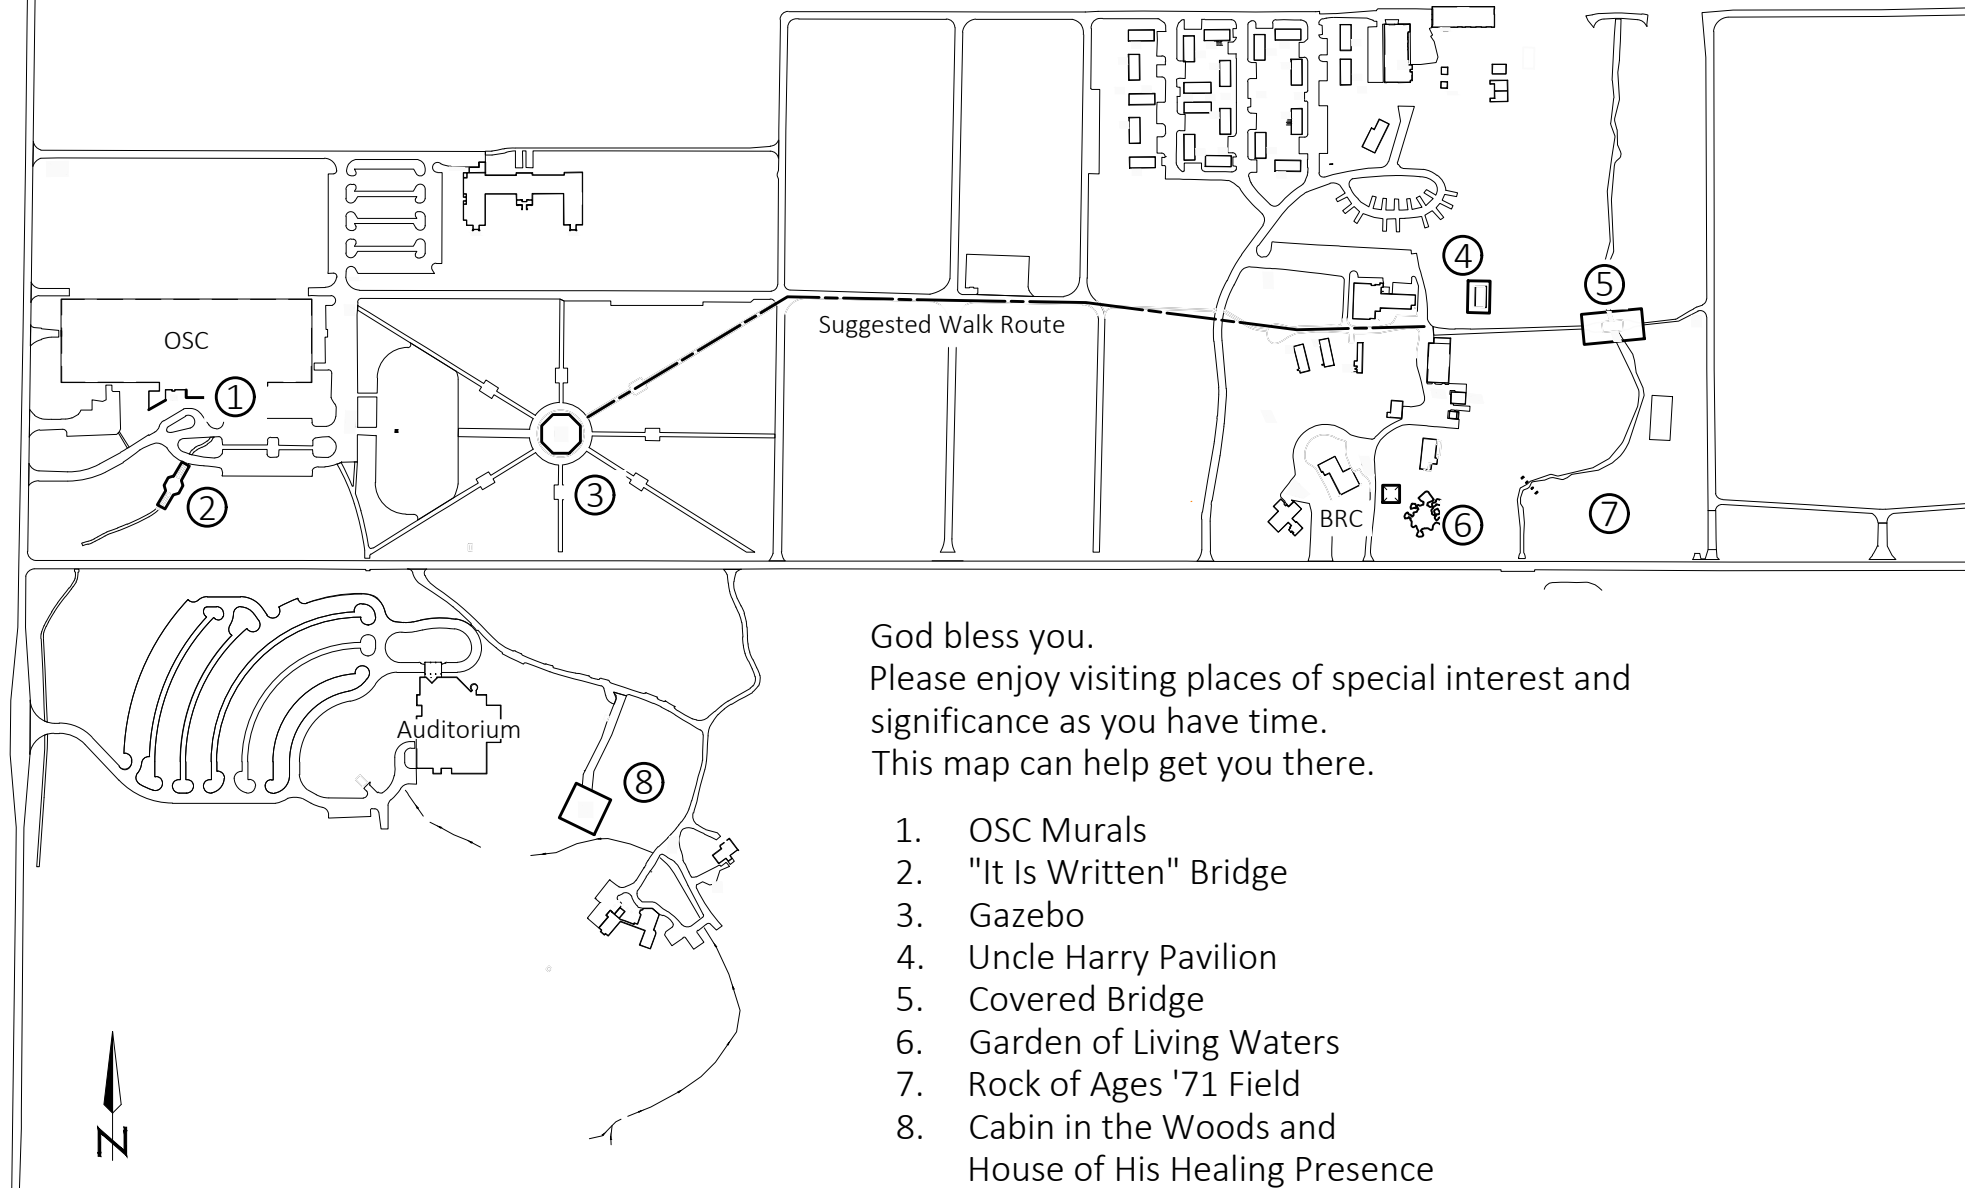 4
5
OSC
Suggested Walk Route
1
2
3
BRC
6
7
God bless you.
Please enjoy visiting places of special interest and
significance as you have time.
This map can help get you there.
Auditorium
8
1. OSC Murals
2. "It Is Written" Bridge
3. Gazebo
4. Uncle Harry Pavilion
5. Covered Bridge
6. Garden of Living Waters
7. Rock of Ages '71 Field
8. Cabin in the Woods and
House of His Healing Presence
N